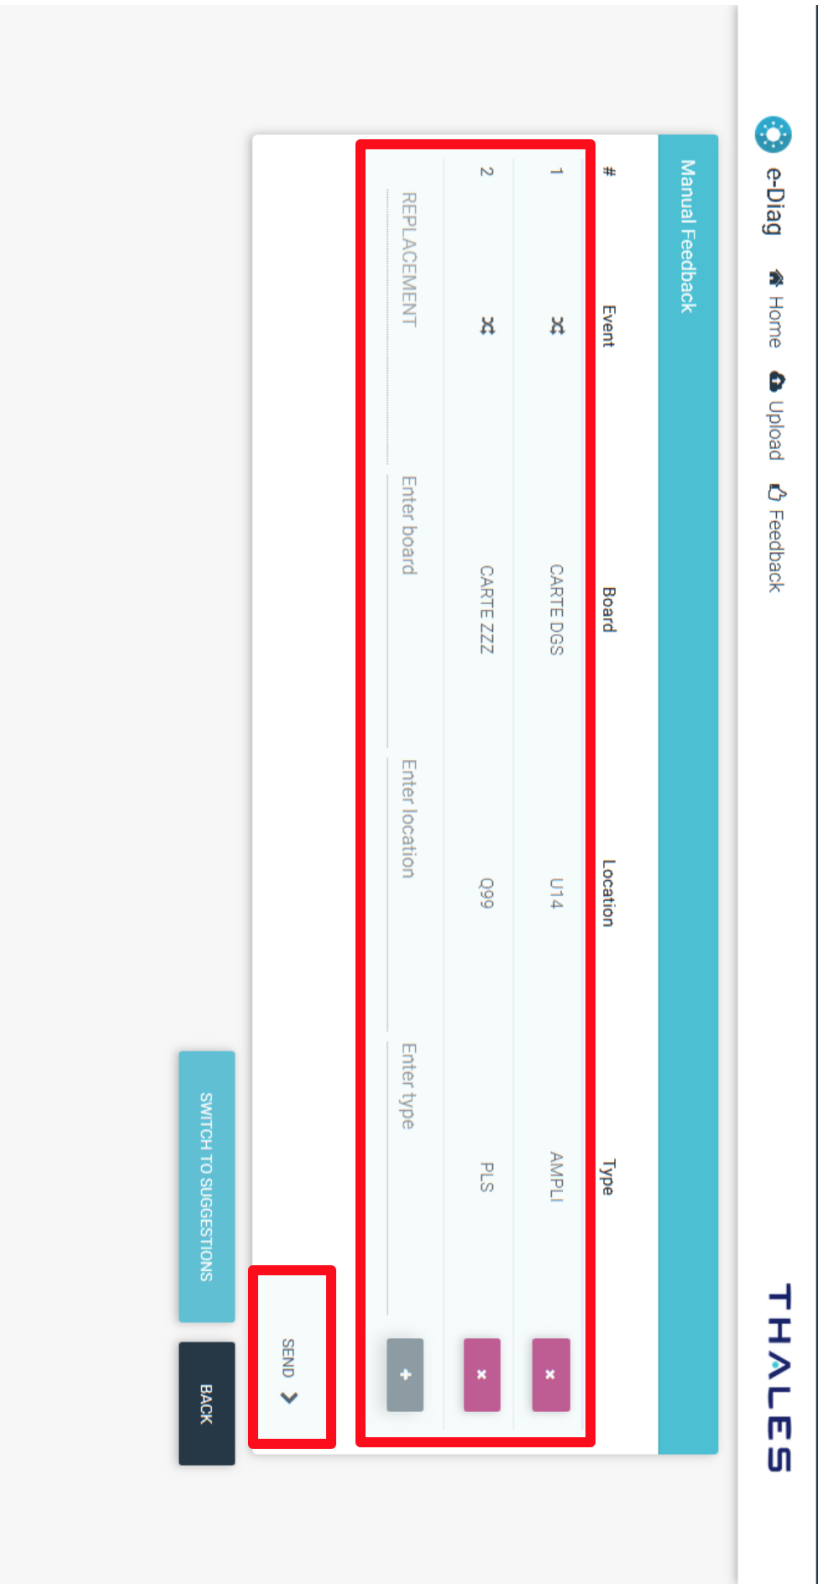 e-Diag Home Upload Feedback THALES
Manual Feedback
# Event Board Location Type
1 CARTE DGS U14 AMPLI
2 CARTE ZZZ Q99 PLS
REPLACEMENT Enter board Enter location Enter type
SEND
SWITCH TO SUGGESTIONS BACK